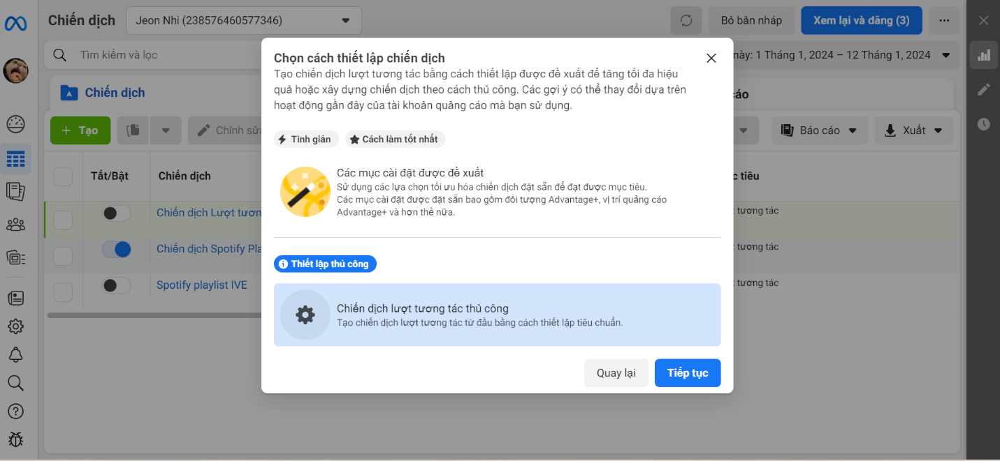 Chiến dịch
Jeon Nhi (238576460577346)
Bỏ bản nháp
Xem lại và đăng (3)
Tìm kiếm và lọc
này: 1 Tháng 1, 2024 – 12 Tháng 1, 2024
Chiến dịch
cáo
+ Tạo
Chỉnh sửa
Báo cáo
Xuất
Tắt/Bật
Chiến dịch
c tiêu
Chiến dịch Lượt tươn
t tương tác
Chiến dịch Spotify Pla
t tương tác
Spotify playlist IVE
t tương tác
Chọn cách thiết lập chiến dịch
Tạo chiến dịch lượt tương tác bằng cách thiết lập được đề xuất để tăng tối đa hiệu
quả hoặc xây dựng chiến dịch theo cách thủ công. Các gợi ý có thể thay đổi dựa trên
hoạt động gần đây của tài khoản quảng cáo mà bạn sử dụng.
Tinh giản
Cách làm tốt nhất
Các mục cài đặt được đề xuất
Sử dụng các lựa chọn tối ưu hóa chiến dịch đặt sẵn để đạt được mục tiêu.
Các mục cài đặt được đặt sẵn bao gồm đối tượng Advantage+, vị trí quảng cáo
Advantage+ và hơn thế nữa.
Thiết lập thủ công
Chiến dịch lượt tương tác thủ công
Tạo chiến dịch lượt tương tác từ đầu bằng cách thiết lập tiêu chuẩn.
Quay lại
Tiếp tục